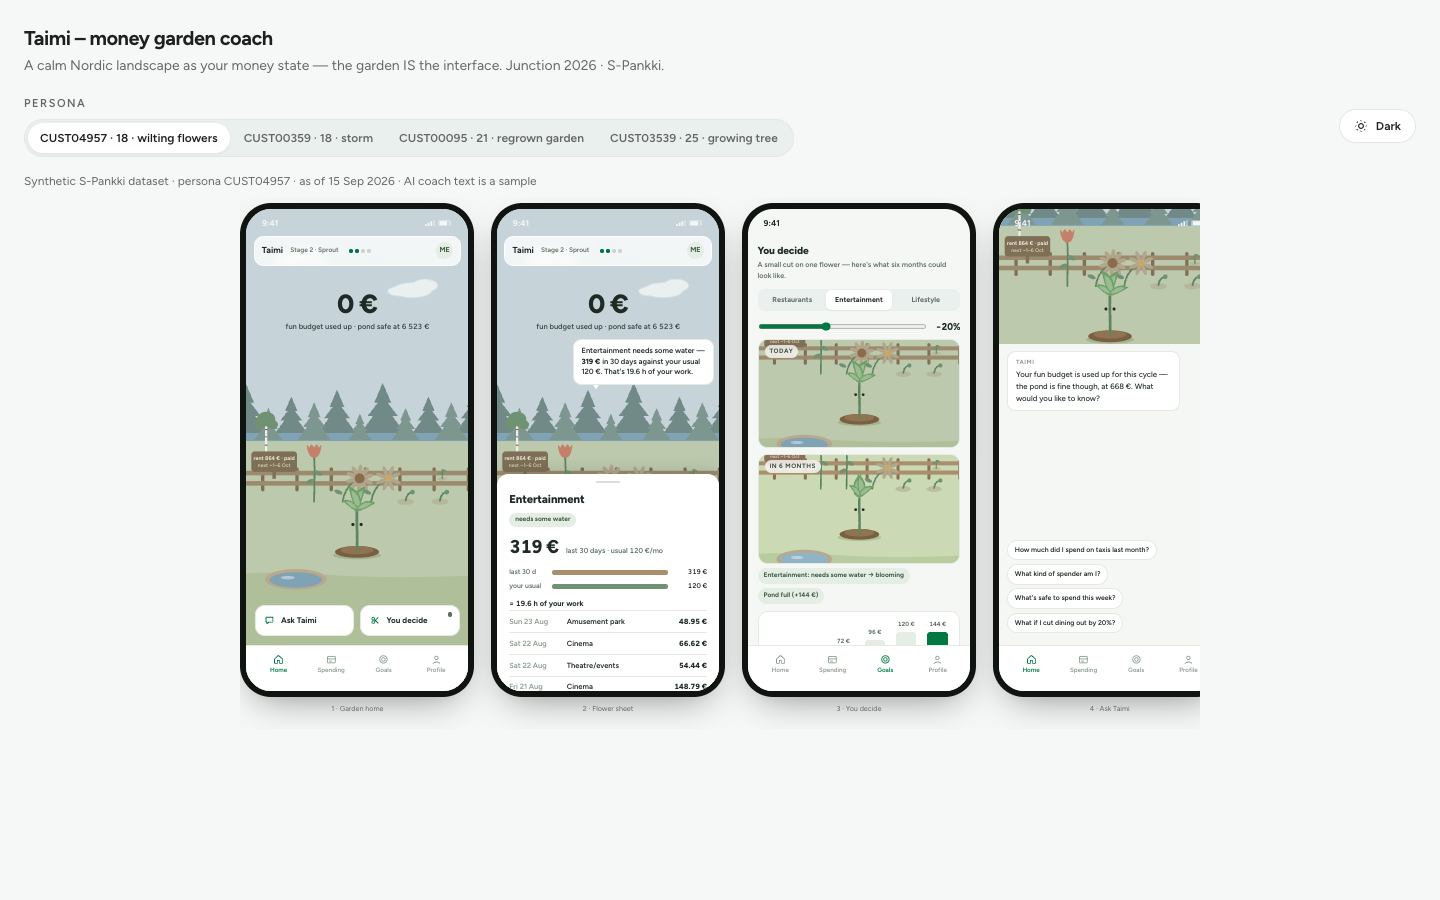 Taimi – money garden coach
A calm Nordic landscape as your money state — the garden IS the interface. Junction 2026 · S-Pankki.
PERSONA
CUST04957 · 18 · wilting flowers
CUST00359 · 18 · storm
CUST00095 · 21 · regrown garden
CUST03539 · 25 · growing tree
Dark
Synthetic S-Pankki dataset · persona CUST04957 · as of 15 Sep 2026 · AI coach text is a sample
9:41
Taimi
Stage 2 · Sprout
ME
0 €
fun budget used up · pond safe at 6 523 €
rent 864 € · paid
next ~1–6 Oct
Ask Taimi
You decide
Home
Spending
Goals
Profile
1 · Garden home
9:41
Taimi
Stage 2 · Sprout
ME
0 €
fun budget used up · pond safe at 6 523 €
Entertainment needs some water —
319 € in 30 days against your usual
120 €. That's 19.6 h of your work.
rent 864 € · paid
next ~1–6 Oct
Entertainment
needs some water
319 €
last 30 days · usual 120 €/mo
last 30 d
319 €
your usual
120 €
≈ 19.6 h of your work
Sun 23 Aug
Amusement park
48.95 €
Sat 22 Aug
Cinema
66.62 €
Sat 22 Aug
Theatre/events
54.44 €
Fri 21 Aug
Cinema
148.79 €
2 · Flower sheet
9:41
You decide
A small cut on one flower — here's what six months could
look like.
Restaurants
Entertainment
Lifestyle
-20%
TODAY
IN 6 MONTHS
Entertainment: needs some water → blooming
Pond full (+144 €)
72 €
96 €
120 €
144 €
Home
Spending
Goals
Profile
3 · You decide
9:41
rent 864 € · paid
next ~1–6 Oct
TAIMI
Your fun budget is used up for this cycle —
the pond is fine though, at 668 €. What
would you like to know?
How much did I spend on taxis last month?
What kind of spender am I?
What's safe to spend this week?
What if I cut dining out by 20%?
Home
Spending
Goals
Profile
4 · Ask Taimi